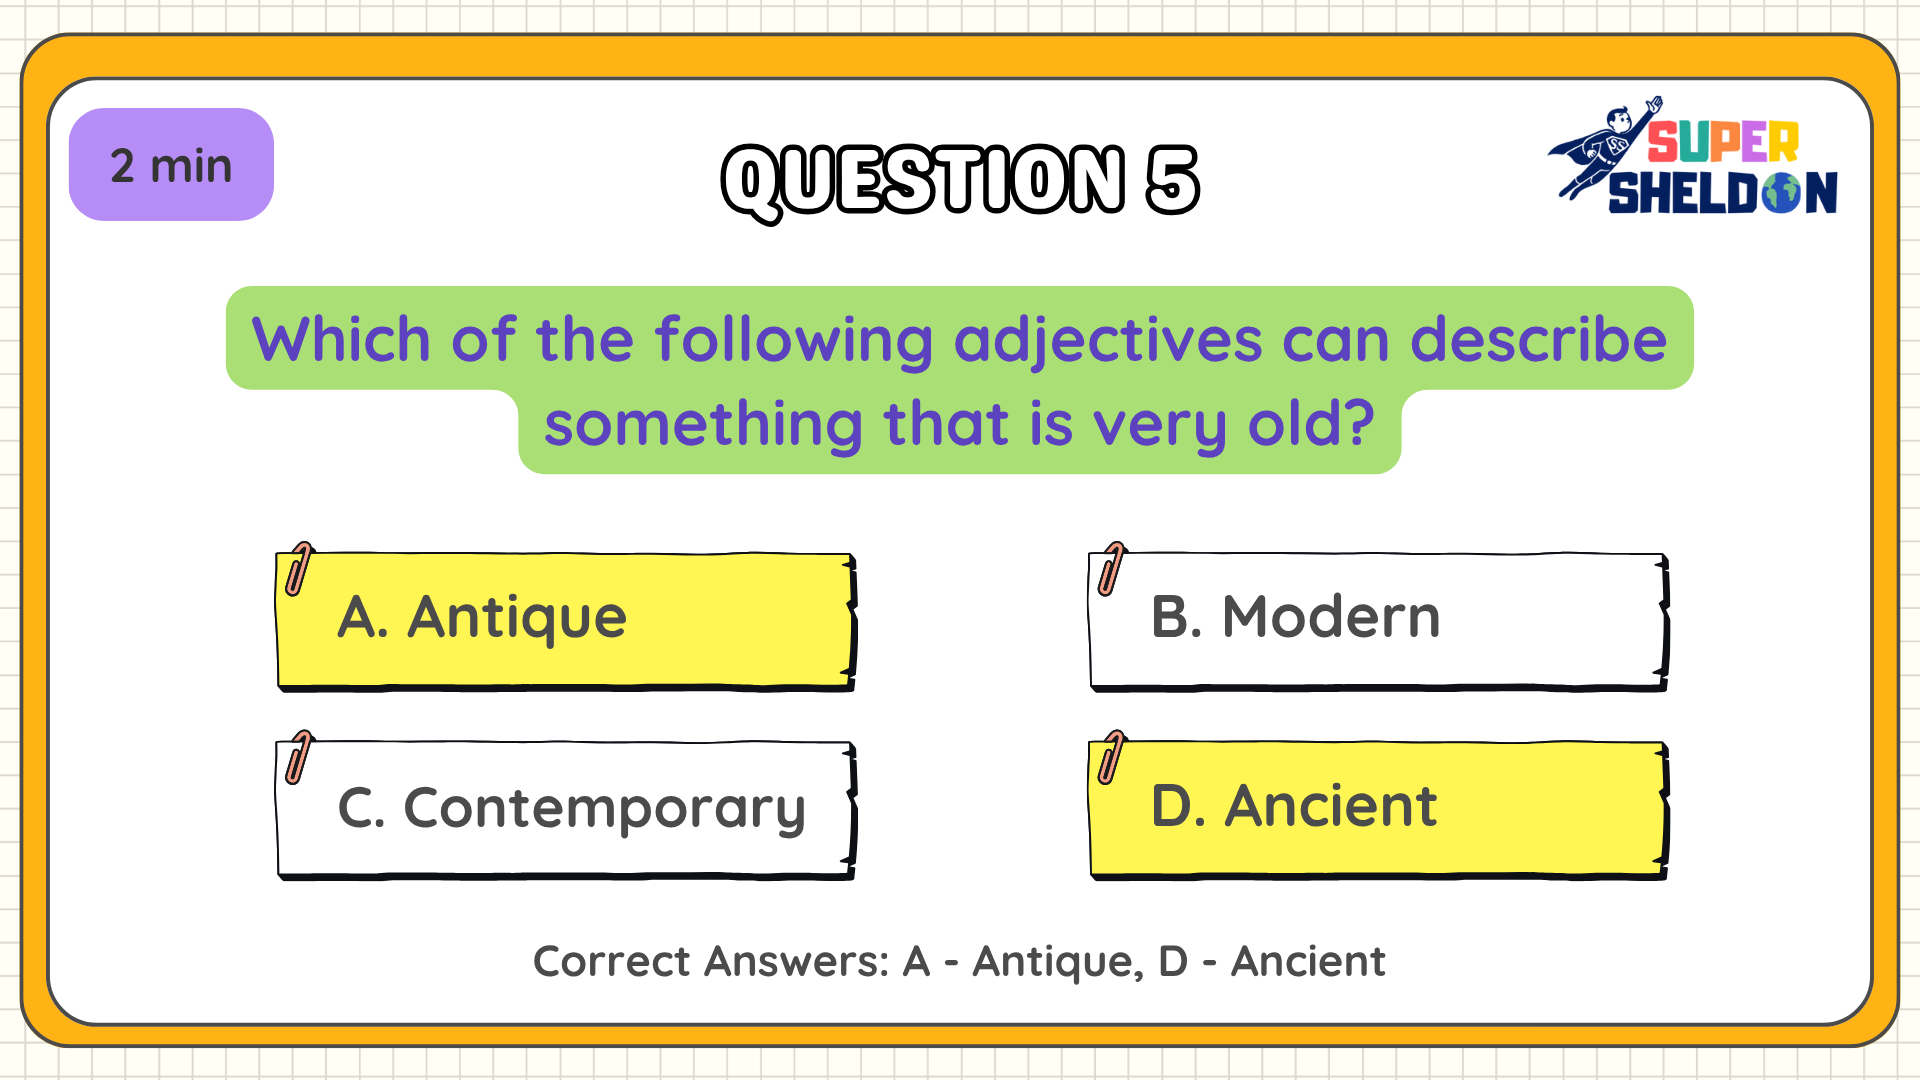 2 min
QUESTION 5
SUPER
SHELDON
Which of the following adjectives can describe
something that is very old?
A. Antique
B. Modern
C. Contemporary
D. Ancient
Correct Answers: A - Antique, D - Ancient